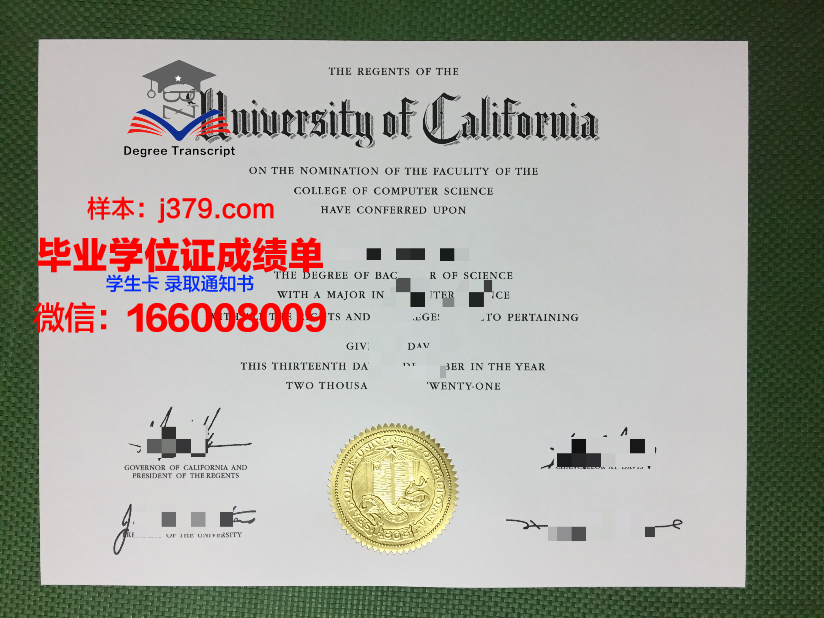 THE REGENTS OF THE
University of California
Degree Transcript
ON THE NOMINATION OF THE FACULITY OF THE
COLLEGE OF COMPUTER SCIENCE
样本：j379.com
HAVE CONFERRED UPON
毕业学位证成绩单
THE DEGREE OF OF SCIENCE
学生卡 录取通知书
WITH A MAJOR IN
微信：166008009
AND TO PERTAINING
THIS THIRTEENTH IN THE YEAR
TWO
GOVERNOR OF CALIFORNIA AND
PRESIDENT OF THE REGENTS
OF THE UNIVERSITY